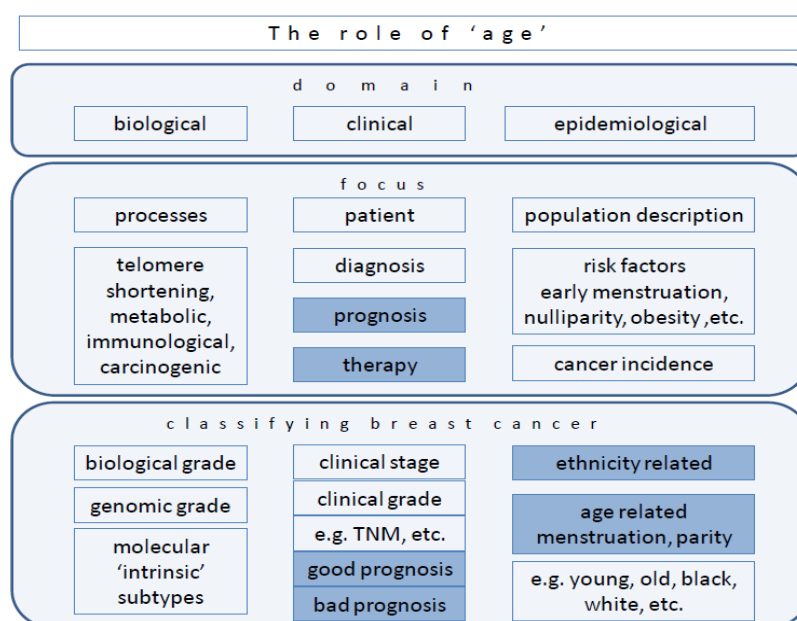 The role of ‘age’
domain
biological
clinical
epidemiological
focus
processes
patient
population description
telomere
shortening,
metabolic,
immunological,
carcinogenic
diagnosis
prognosis
therapy
risk factors
early menstruation,
nulliparity, obesity ,etc.
cancer incidence
classifying breast cancer
biological grade
genomic grade
molecular
‘intrinsic’
subtypes
clinical stage
clinical grade
e.g. TNM, etc.
good prognosis
bad prognosis
ethnicity related
age related
menstruation, parity
e.g. young, old, black,
white, etc.